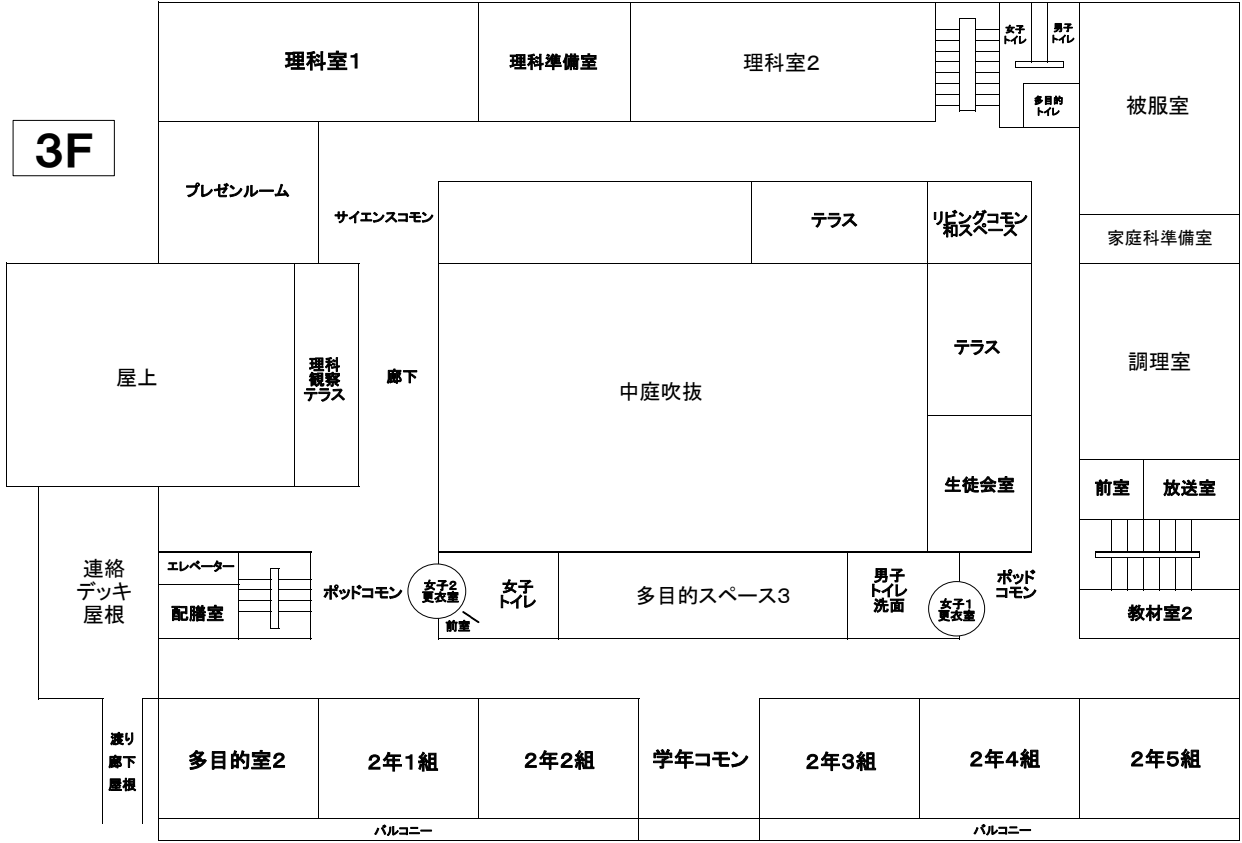 3F
理科室1
理科準備室
理科室2
女子
トイレ
男子
トイレ
多目的
トイレ
被服室
プレゼンルーム
サイエンスコモン
テラス
リビングコモン
和スペース
家庭科準備室
屋上
理科
観察
テラス
廊下
中庭吹抜
テラス
調理室
生徒会室
前室
放送室
連絡
デッキ
屋根
エレベーター
配膳室
ポッドコモン
女子2
更衣室
前室
女子
トイレ
多目的スペース3
男子
トイレ
洗面
女子1
更衣室
ポッド
コモン
教材室2
渡り
廊下
屋根
多目的室2
2年1組
2年2組
学年コモン
2年3組
2年4組
2年5組
バルコニー
バルコニー